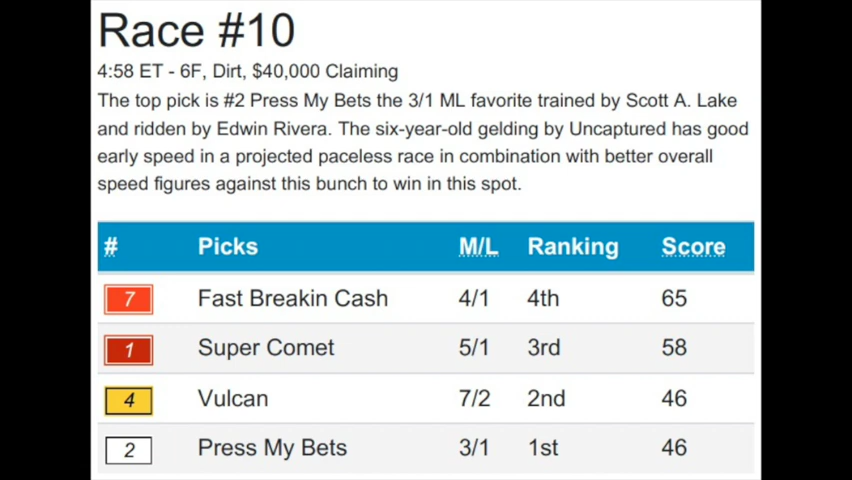 Race #10
4:58 ET - 6F, Dirt, $40,000 Claiming
The top pick is #2 Press My Bets the 3/1 ML favorite trained by Scott A. Lake
and ridden by Edwin Rivera. The six-year-old gelding by Uncaptured has good
early speed in a projected paceless race in combination with better overall
speed figures against this bunch to win in this spot.
# Picks M/L Ranking Score
7 Fast Breakin Cash 4/1 4th 65
1 Super Comet 5/1 3rd 58
4 Vulcan 7/2 2nd 46
2 Press My Bets 3/1 1st 46